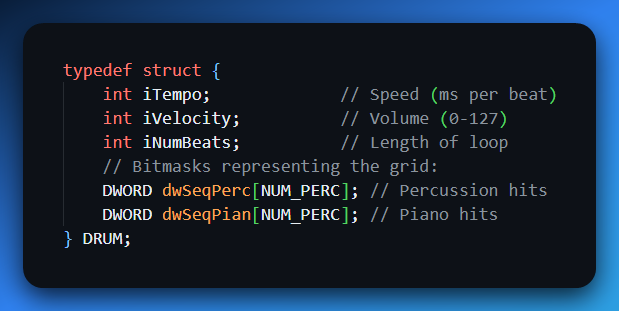 typedef struct {
    int iTempo;             // Speed (ms per beat)
    int iVelocity;          // Volume (0-127)
    int iNumBeats;          // Length of loop
    // Bitmasks representing the grid:
    DWORD dwSeqPerc[NUM_PERC]; // Percussion hits
    DWORD dwSeqPian[NUM_PERC]; // Piano hits
} DRUM;